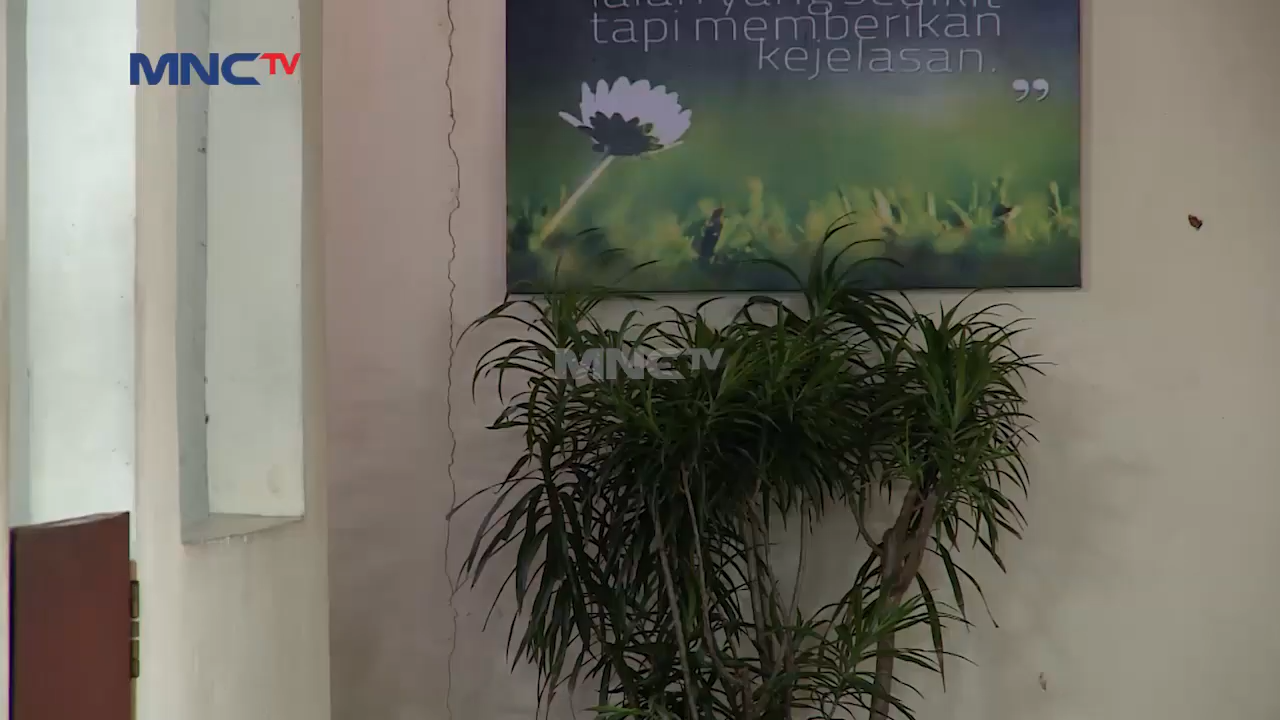 MNCTV
tapi memberikan
kejelasan.
”
MNCTV